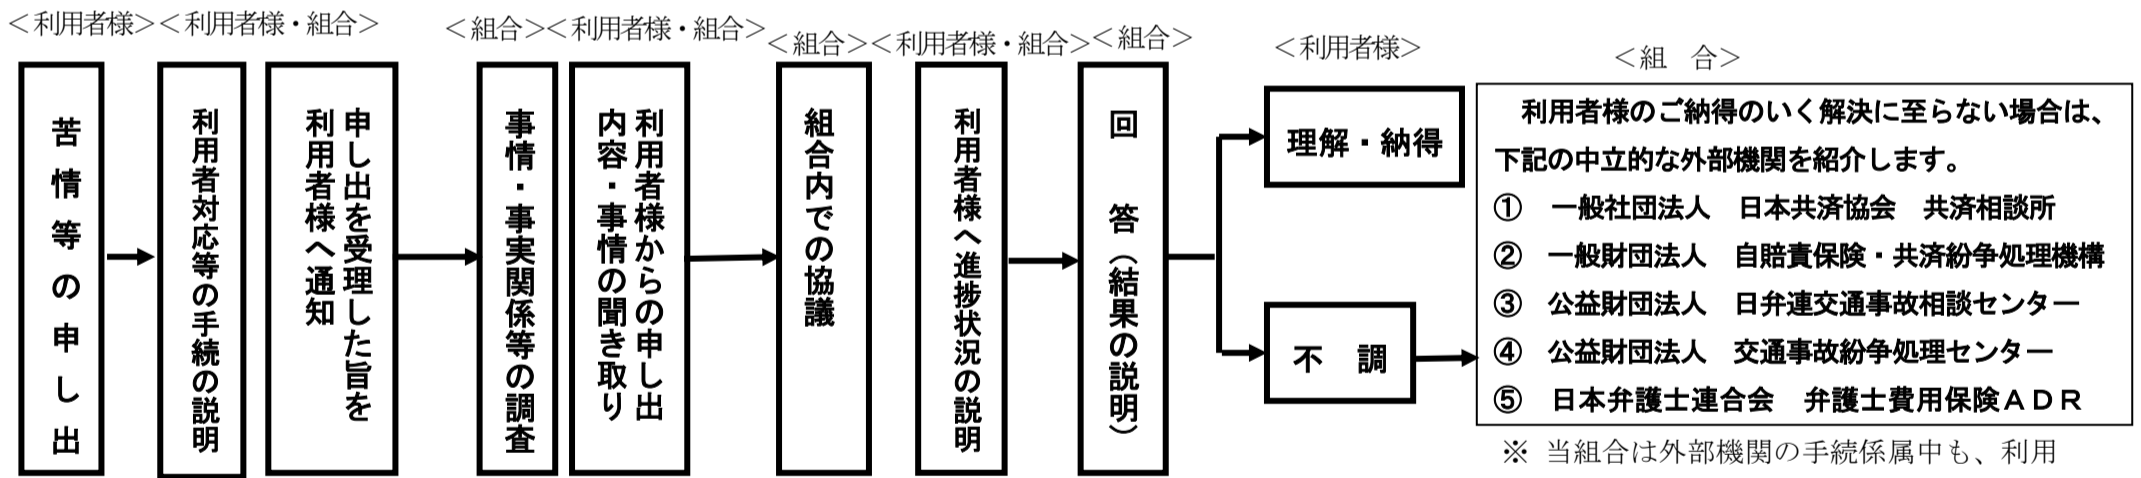 ＜利用者様＞＜利用者様・組合＞
＜組合＞＜利用者様・組合＞
＜組合＞＜利用者様・組合＞
＜組合＞
＜利用者様＞
＜組　合＞
苦情等の申し出
利用者対応等の手続の説明
申し出を受理した旨を
利用者様へ通知
事情・事実関係等の調査
利用者様からの申し出
内容・事情の聞き取り
組合内での協議
利用者様へ進捗状況の説明
回　答（結果の説明）
理解・納得
不　調
利用者様のご納得のいく解決に至らない場合は、
下記の中立的な外部機関を紹介します。
①　一般社団法人　日本共済協会　共済相談所
②　一般財団法人　自賠責保険・共済紛争処理機構
③　公益財団法人　日弁連交通事故相談センター
④　公益財団法人　交通事故紛争処理センター
⑤　日本弁護士連合会　弁護士費用保険ＡＤＲ
※ 当組合は外部機関の手続係属中も、利用